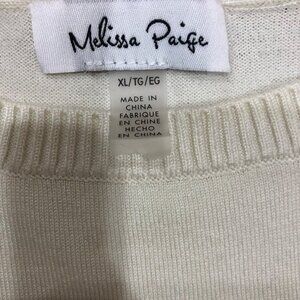 Melissa Paige
XL/TG/EG
MADE IN
CHINA
FABRIQUE
EN CHINE
HECHO
EN CHINA